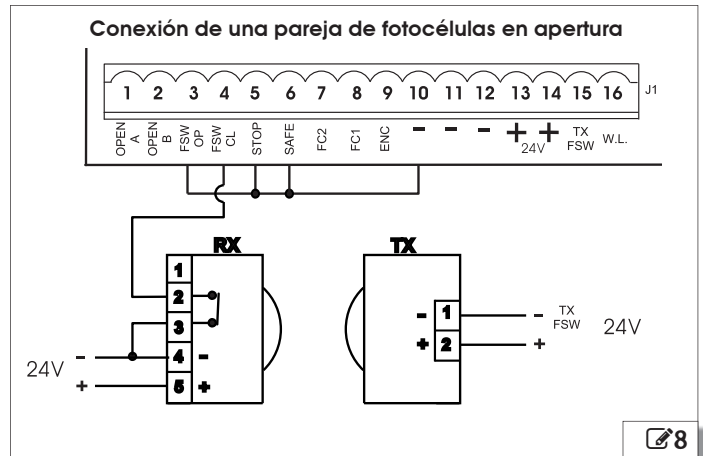 Conexión de una pareja de fotocélulas en apertura
1 2 3 4 5 6 7 8 9 10 11 12 13 14 15 16 J1
OPEN A
OPEN B
FSW OP
FSW CL
STOP
SAFE
FC2
FC1
ENC
- - - + +
24V
TX FSW
W.L.
RX
1
2
3
4 -
5 +
24V - +
TX
- 1
+ 2
- TX FSW
+
24V
8